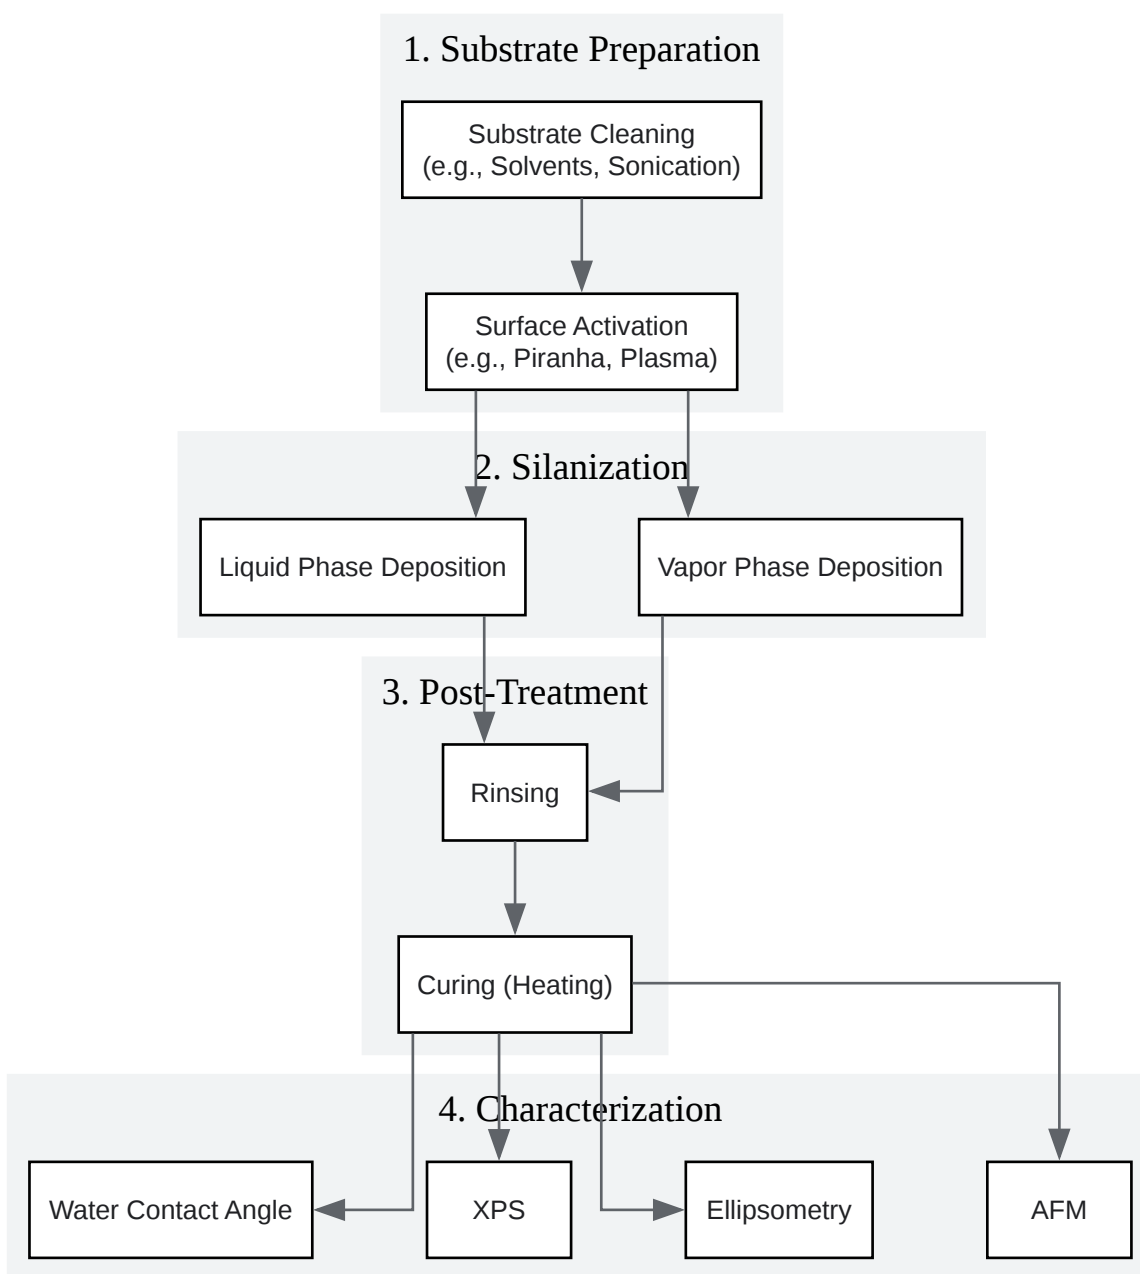 1. Substrate Preparation
Substrate Cleaning
(e.g., Solvents, Sonication)
Surface Activation
(e.g., Piranha, Plasma)
2. Silanization
Liquid Phase Deposition
Vapor Phase Deposition
3. Post-Treatment
Rinsing
Curing (Heating)
4. Characterization
Water Contact Angle
XPS
Ellipsometry
AFM